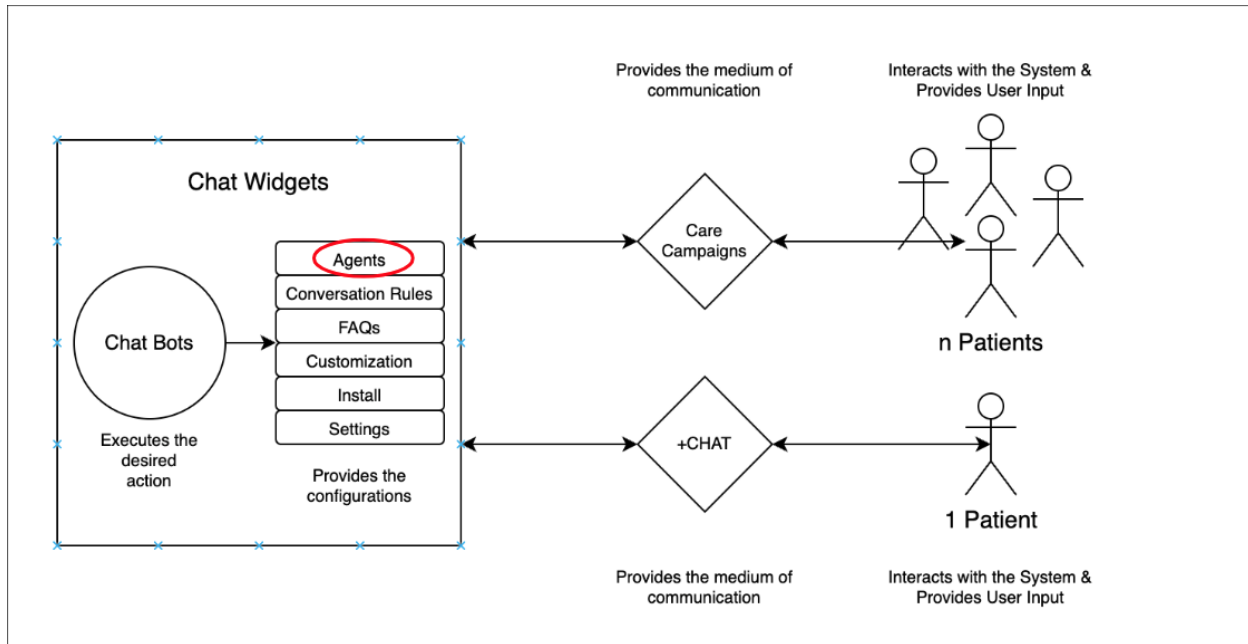 Provides the medium of
communication
Interacts with the System &
Provides User Input
Chat Widgets
Agents
Conversation Rules
FAQs
Customization
Install
Settings
Chat Bots
Executes the
desired
action
Provides the
configurations
Care
Campaigns
n Patients
+CHAT
1 Patient
Provides the medium of
communication
Interacts with the System &
Provides User Input